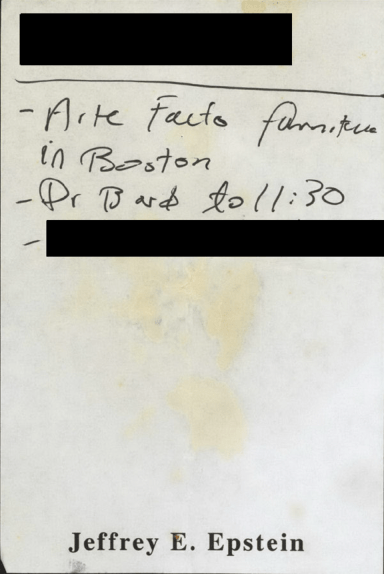 - Arte Facto furniture
in Boston
- Dr Bard to 11:30
-
Jeffrey E. Epstein